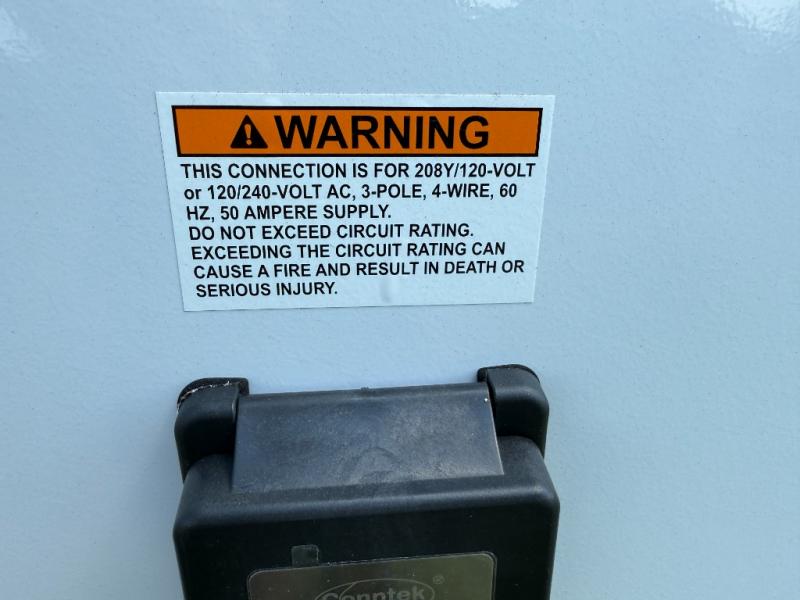 WARNING
THIS CONNECTION IS FOR 208Y/120-VOLT
or 120/240-VOLT AC, 3-POLE, 4-WIRE, 60
HZ, 50 AMPERE SUPPLY.
DO NOT EXCEED CIRCUIT RATING.
EXCEEDING THE CIRCUIT RATING CAN
CAUSE A FIRE AND RESULT IN DEATH OR
SERIOUS INJURY.
Conntek®